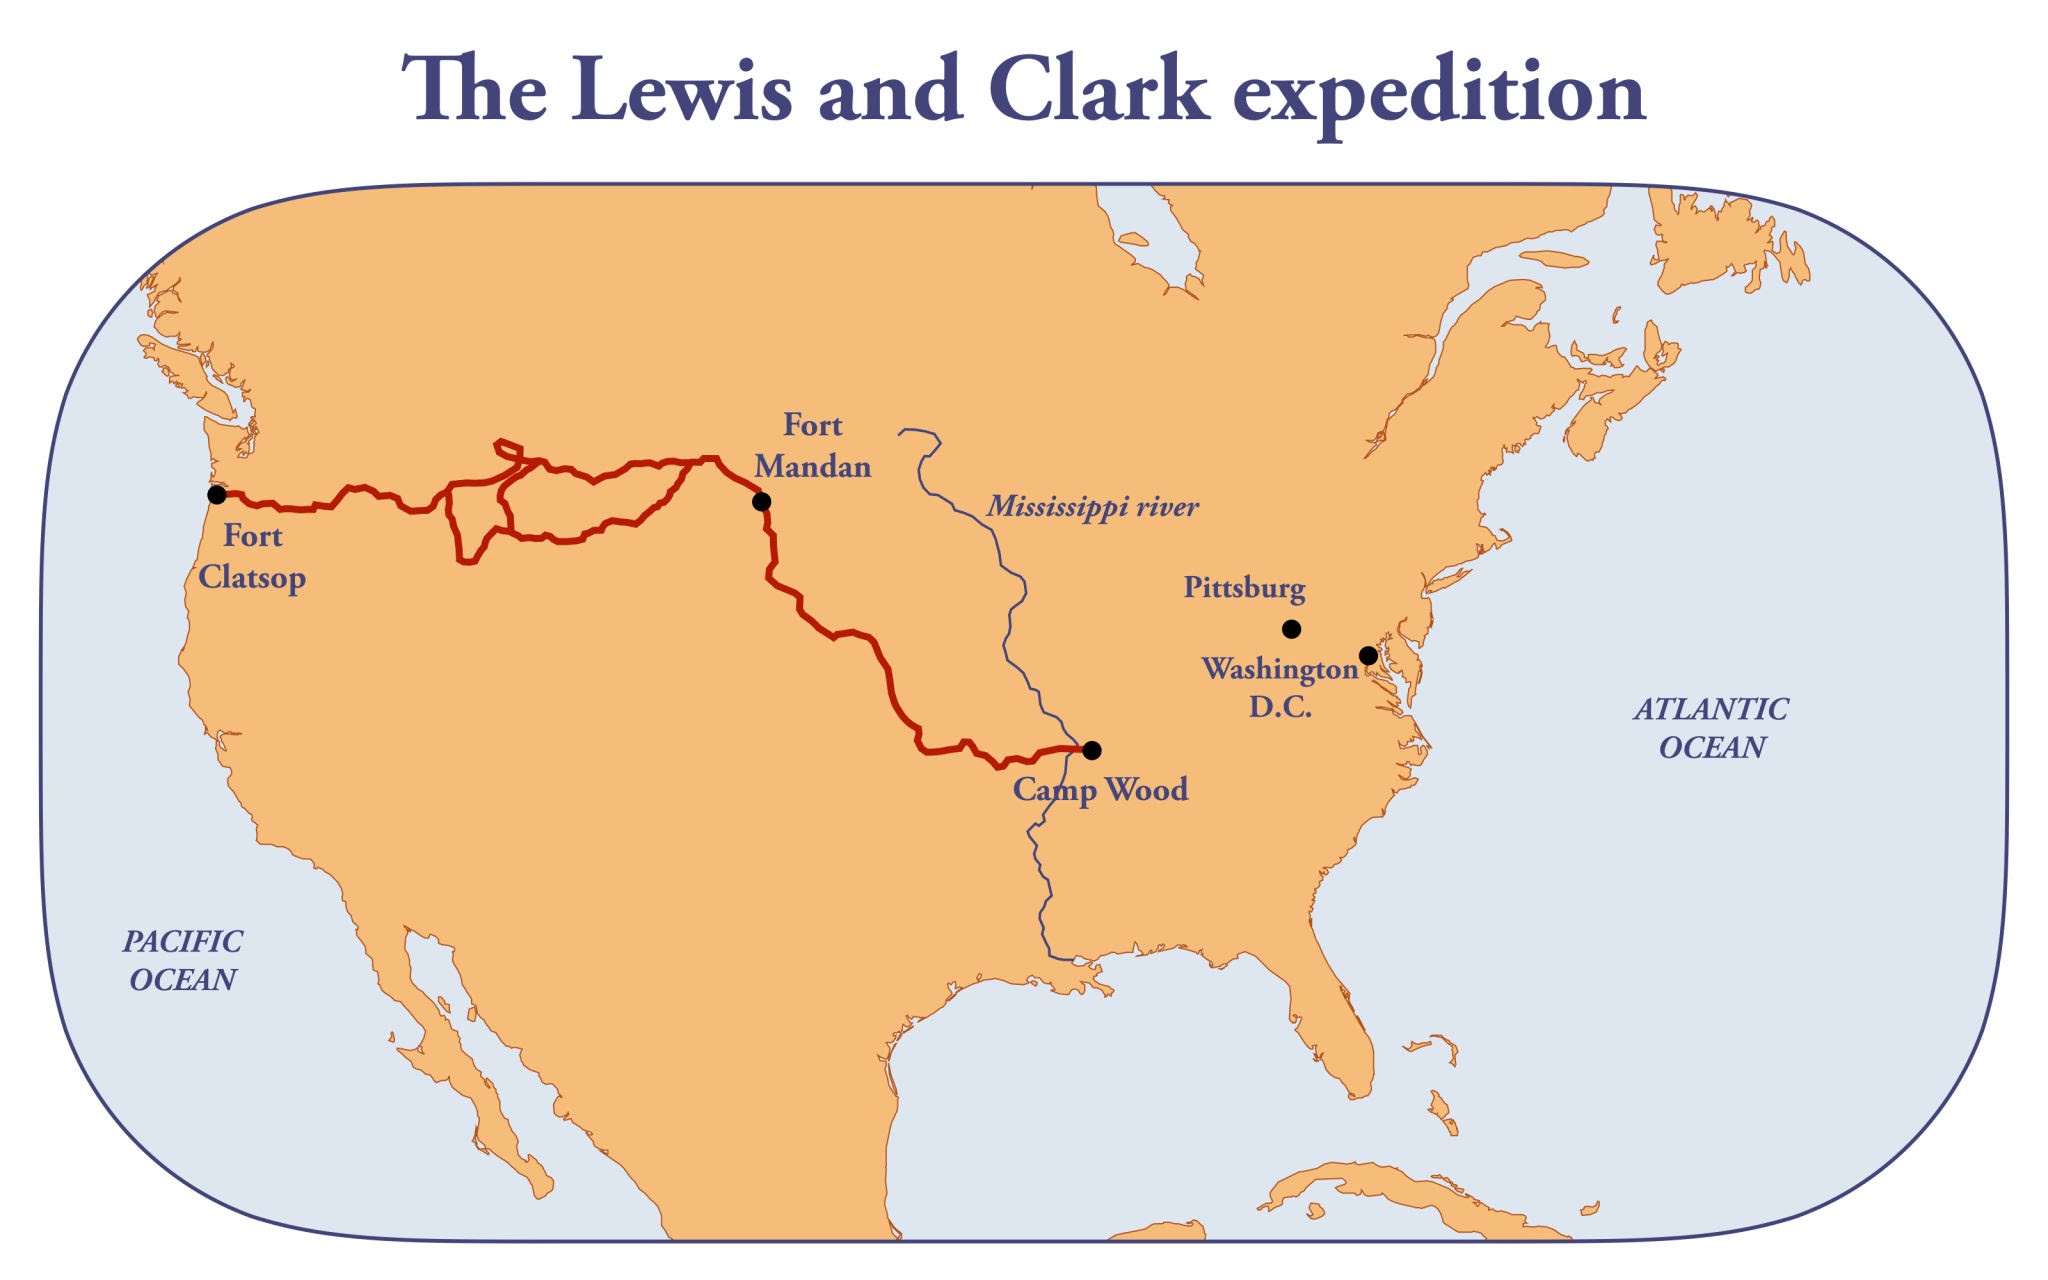 The Lewis and Clark expedition
Fort
Mandan
Mississippi river
Fort
Clatsop
Pittsburg
Washington
D.C.
ATLANTIC
OCEAN
Camp Wood
PACIFIC
OCEAN